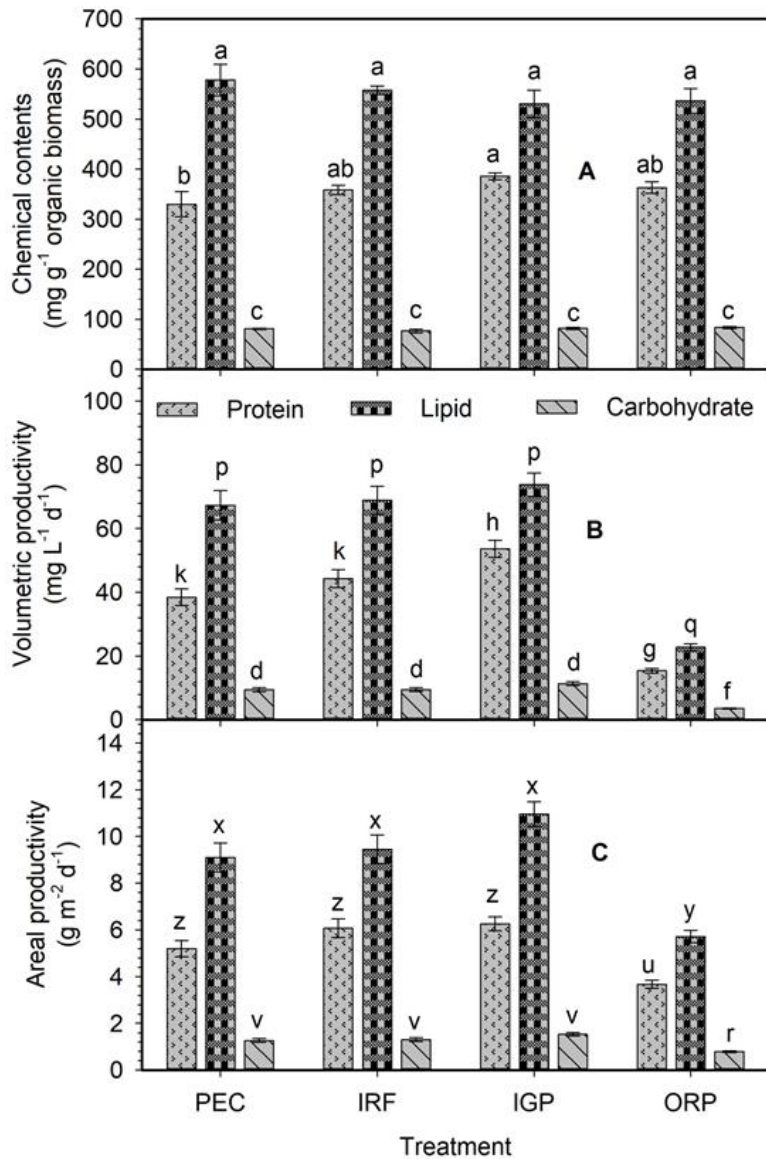 700
600
500
400
300
200
100
0
Chemical contents
(mg g⁻¹ organic biomass)
a
a
a
a
b
ab
a
ab
A
c
c
c
c
100
80
60
40
20
0
Volumetric productivity
(mg L⁻¹ d⁻¹)
Protein Lipid Carbohydrate
p
p
p
B
k
k
h
q
g
d
d
d
f
14
12
10
8
6
4
2
0
Areal productivity
(g m⁻² d⁻¹)
x
x
x
C
z
z
z
y
u
v
v
v
r
PEC IRF IGP ORP
Treatment